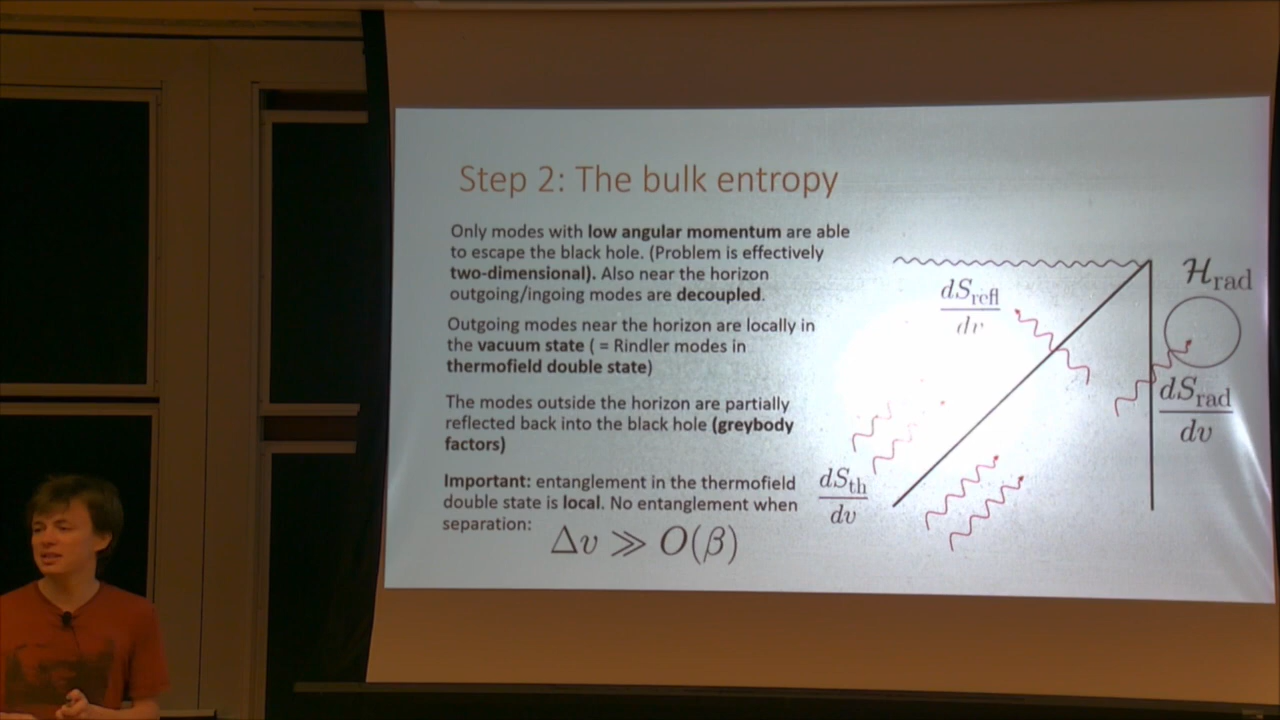 Step 2: The bulk entropy
Only modes with low angular momentum are able
to escape the black hole. (Problem is effectively
two-dimensional). Also near the horizon
outgoing/ingoing modes are decoupled.
Outgoing modes near the horizon are locally in
the vacuum state ( = Rindler modes in
thermofield double state)
The modes outside the horizon are partially
reflected back into the black hole (greybody
factors)
Important: entanglement in the thermofield
double state is local. No entanglement when
separation:
Δv ≫ O(β)
dS_refl
dv
H_rad
dS_rad
dv
dS_th
dv